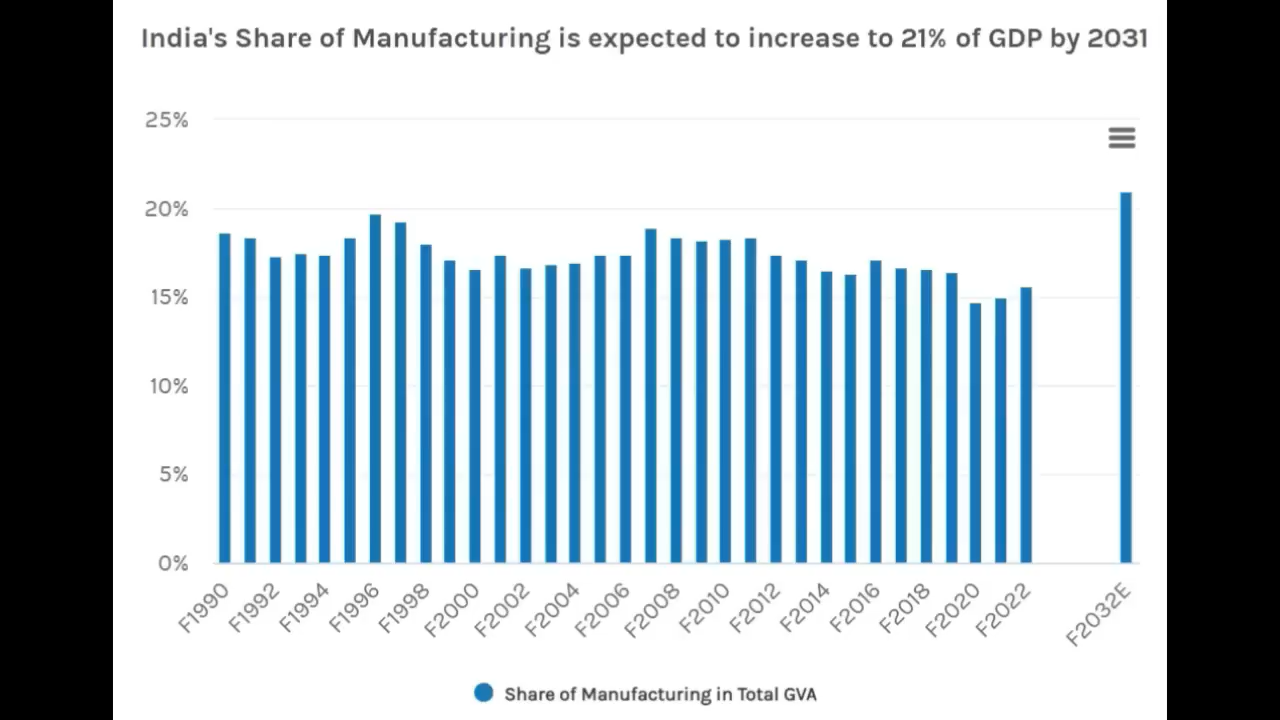 India's Share of Manufacturing is expected to increase to 21% of GDP by 2031
25%
20%
15%
10%
5%
0%
F1990
F1992
F1994
F1996
F1998
F2000
F2002
F2004
F2006
F2008
F2010
F2012
F2014
F2016
F2018
F2020
F2022
F2032E
Share of Manufacturing in Total GVA